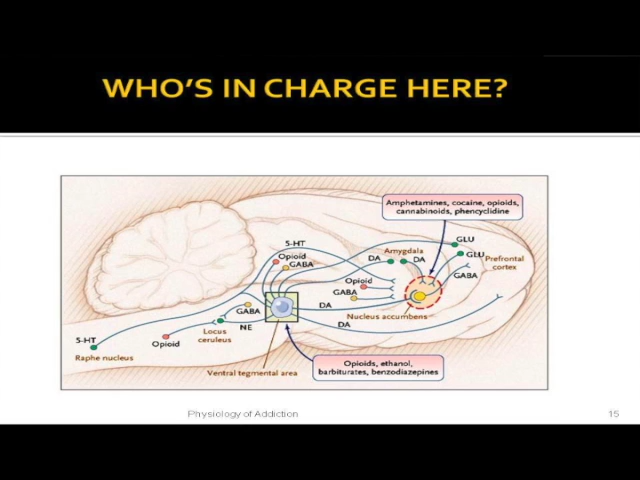 WHO'S IN CHARGE HERE?
Amphetamines, cocaine, opioids,
cannabinoids, phencyclidine
5-HT
Opioid
GABA
Amygdala
DA
DA
GLU
GLU
Prefrontal
cortex
GABA
Opioid
GABA
DA
Nucleus accumbens
DA
GABA
NE
Locus
ceruleus
5-HT
Raphe nucleus
Opioid
Ventral tegmental area
Opioids, ethanol,
barbiturates, benzodiazepines
Physiology of Addiction
15